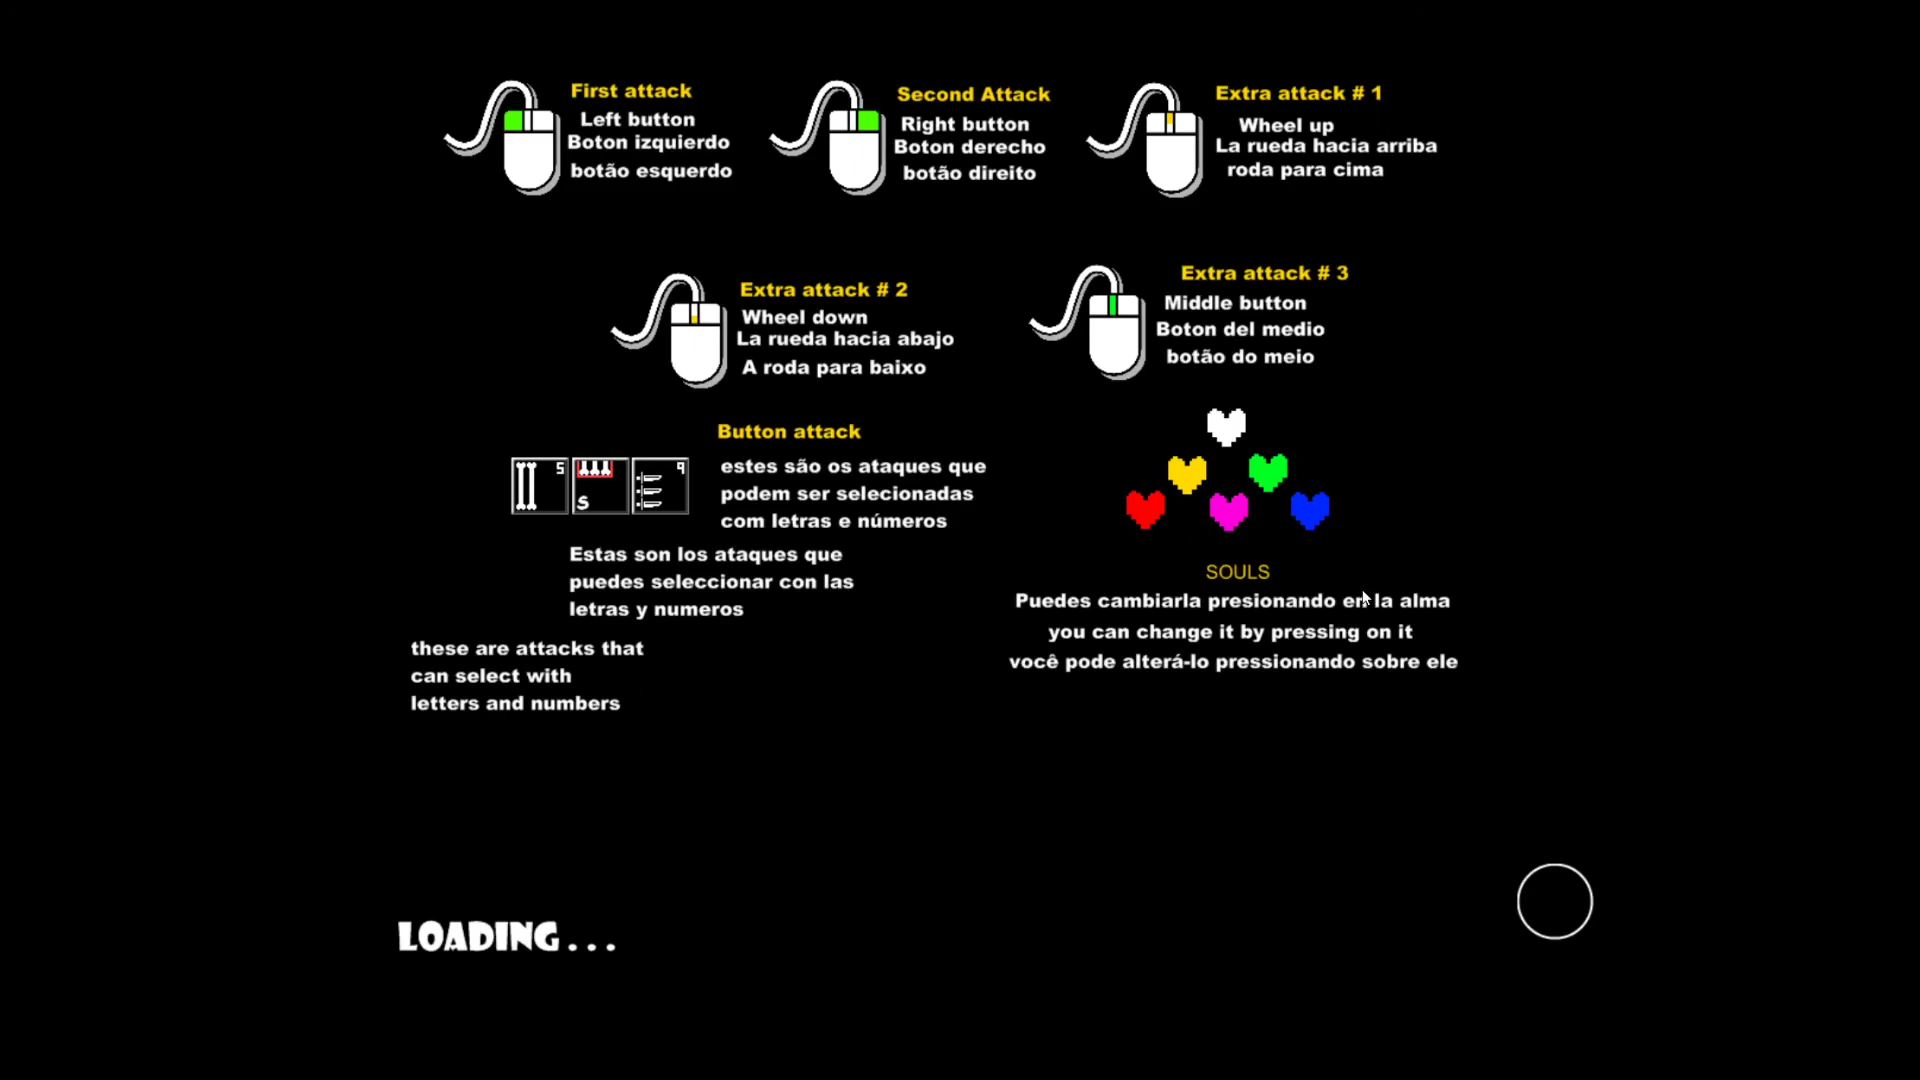 First attack
Left button
Boton izquierdo
botão esquerdo
Second Attack
Right button
Boton derecho
botão direito
Extra attack # 1
Wheel up
La rueda hacia arriba
roda para cima
Extra attack # 2
Wheel down
La rueda hacia abajo
A roda para baixo
Extra attack # 3
Middle button
Boton del medio
botão do meio
Button attack
5
S
9
estes são os ataques que
podem ser selecionadas
com letras e números
Estas son los ataques que
puedes seleccionar con las
letras y numeros
these are attacks that
can select with
letters and numbers
SOULS
Puedes cambiarla presionando en la alma
you can change it by pressing on it
você pode alterá-lo pressionando sobre ele
LOADING...